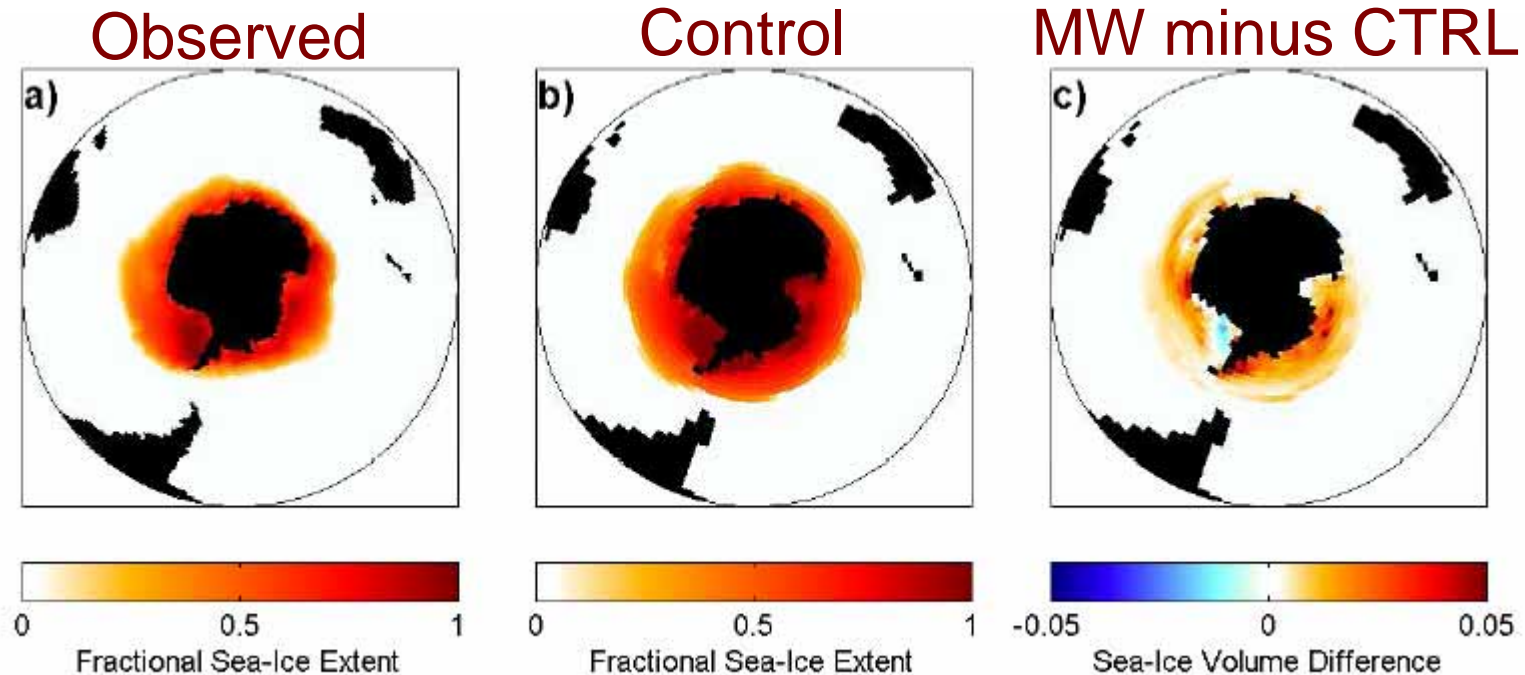 Observed
Control
MW minus CTRL
a)
b)
c)
0 0.5 1
Fractional Sea-Ice Extent
0 0.5 1
Fractional Sea-Ice Extent
-0.05 0 0.05
Sea-Ice Volume Difference